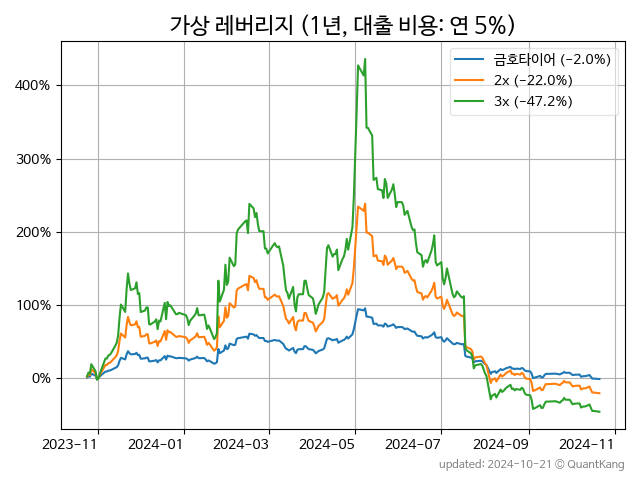 가상 레버리지 (1년, 대출 비용: 연 5%)
금호타이어 (−2.0%)
2x (−22.0%)
3x (−47.2%)
400%
300%
200%
100%
0%
2023-11 2024-01 2024-03 2024-05 2024-07 2024-09 2024-11
updated: 2024-10-21 © QuantKang